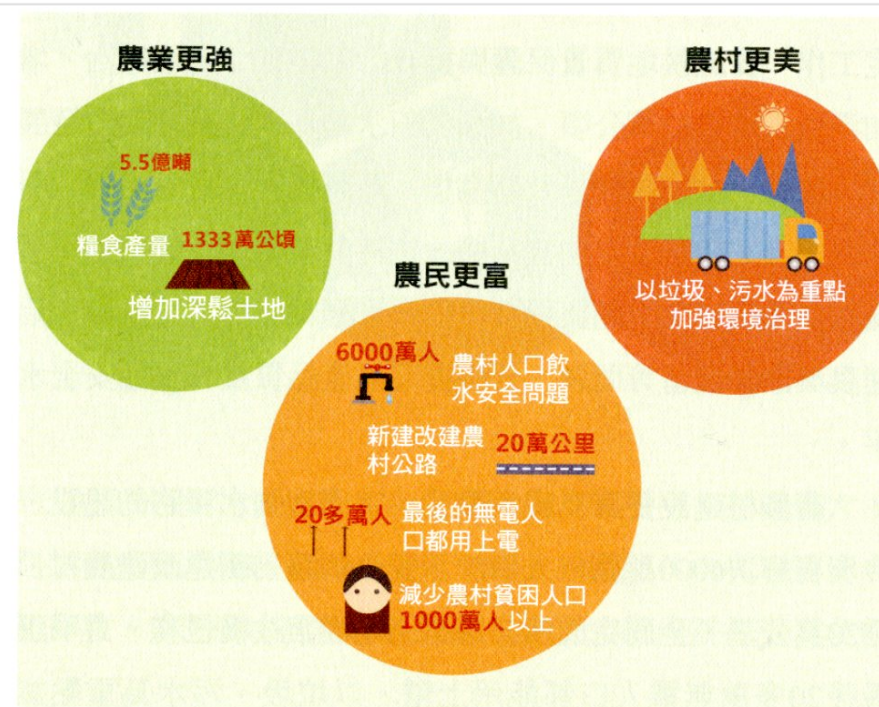 農業更強
5.5億噸
糧食產量
1333萬公頃
增加深鬆土地
農民更富
6000萬人
農村人口飲
水安全問題
新建改建農
村公路
20萬公里
20多萬人
最後的無電人
口都用上電
減少農村貧困人口
1000萬人以上
農村更美
以垃圾、污水為重點
加強環境治理